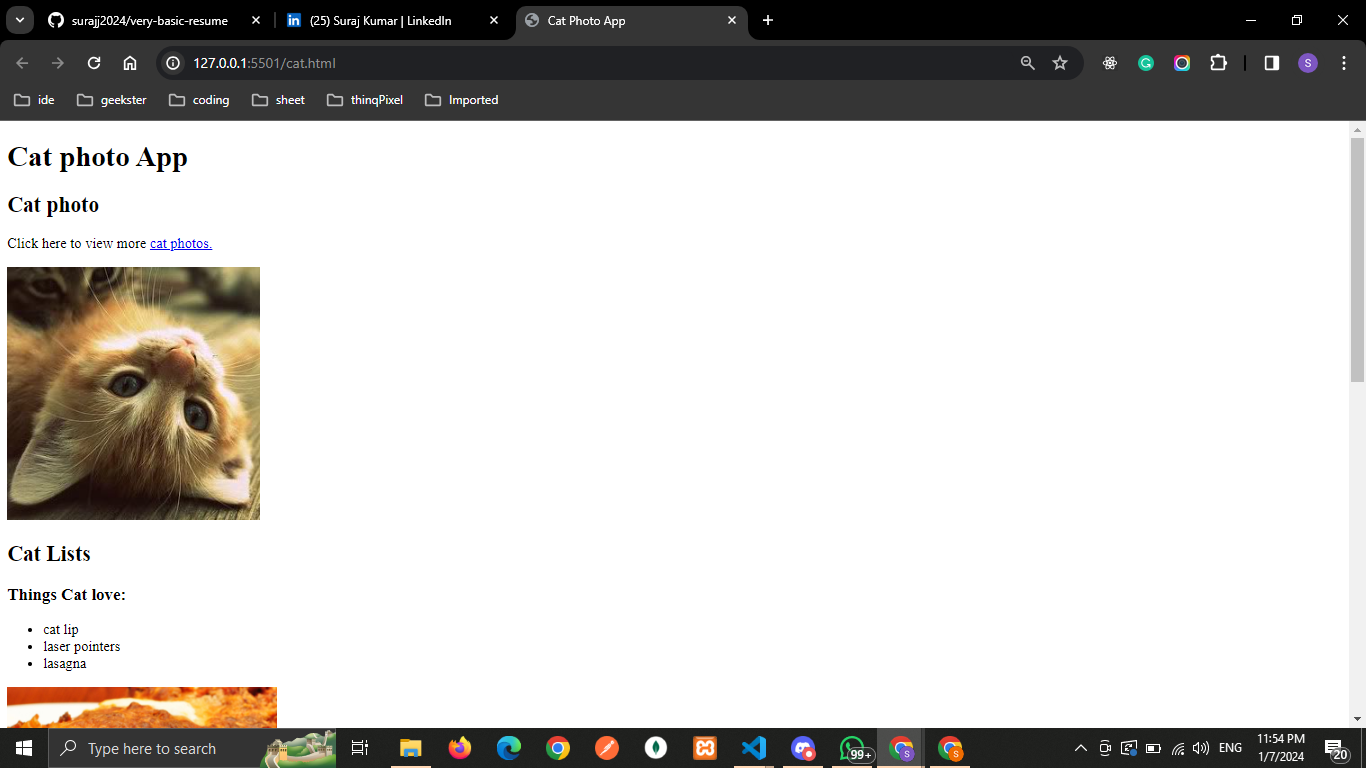 surajj2024/very-basic-resume
(25) Suraj Kumar | LinkedIn
Cat Photo App
127.0.0.1:5501/cat.html
S
ide
geekster
coding
sheet
thinqPixel
Imported
Cat photo App
Cat photo
Click here to view more cat photos.
Cat Lists
Things Cat love:
cat lip
laser pointers
lasagna
Type here to search
99+
S
S
ENG
11:54 PM
1/7/2024
20